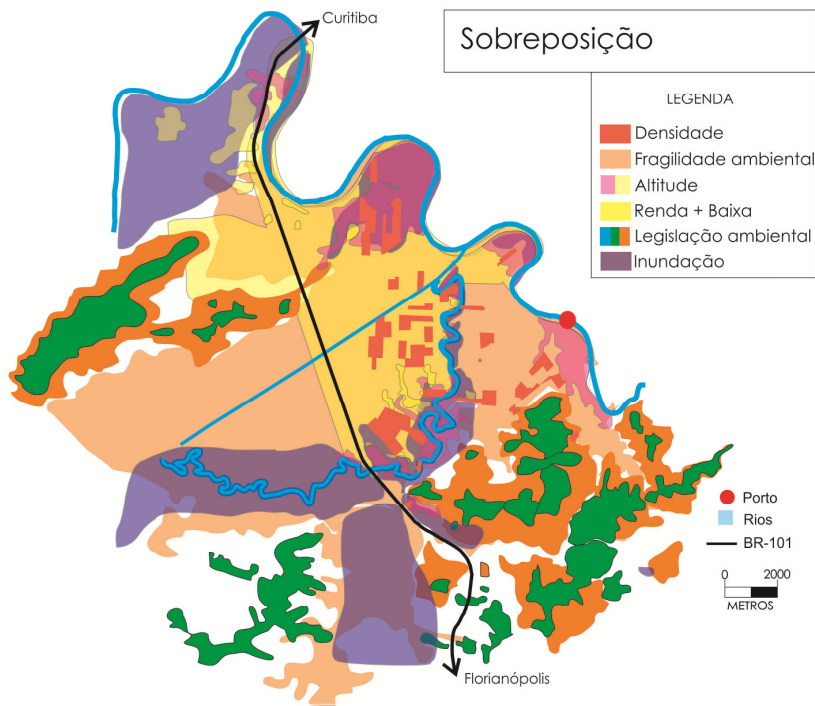 Curitiba
Sobreposição
LEGENDA
Densidade
Fragilidade ambiental
Altitude
Renda + Baixa
Legislação ambiental
Inundação
Porto
Rios
BR-101
0 2000
METROS
Florianópolis